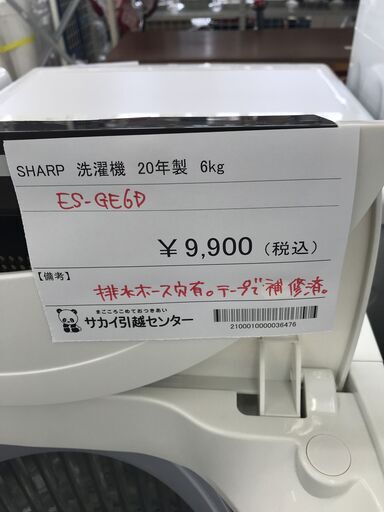 SHARP 洗濯機 20年製 6kg
ES-GE6D
￥9,900（税込）
【備考】
排水ホース穴有。テープで補修済。
まごころこめておつきあい
サカイ引越センター
2100010000036476